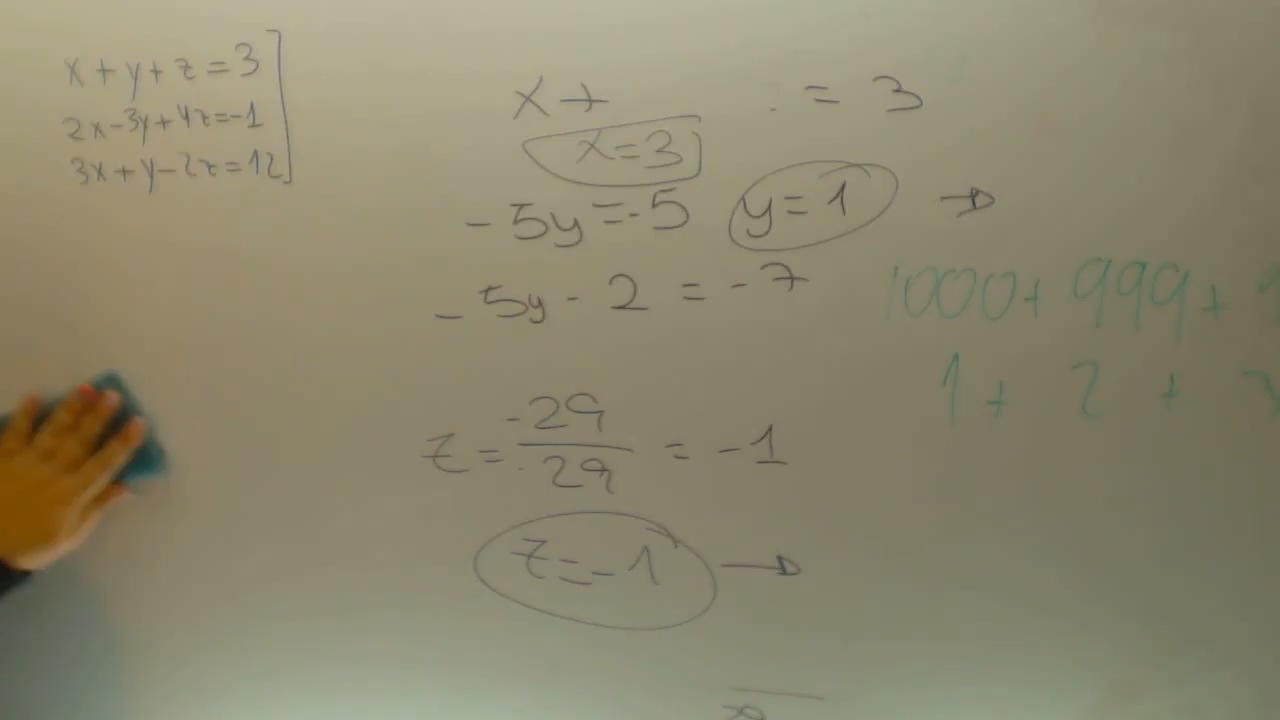 x + y + z = 3
2x - 3y + 4z = -1
3x + y - 2z = 12
x + . = 3
x = 3
- 5y = -5 y = 1 →
- 5y - 2 = -7
1000 + 999 +
1 + 2 +
z = -29/29 = -1
z = -1 →